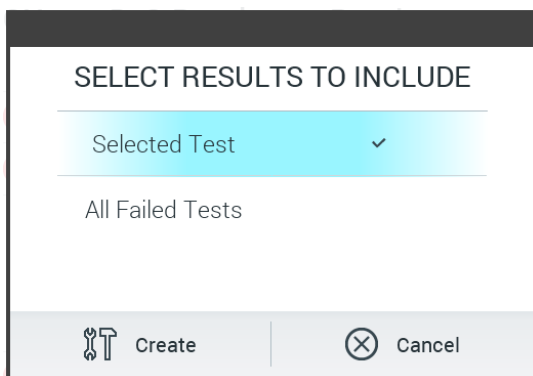 SELECT RESULTS TO INCLUDE
Selected Test
All Failed Tests
Create Cancel